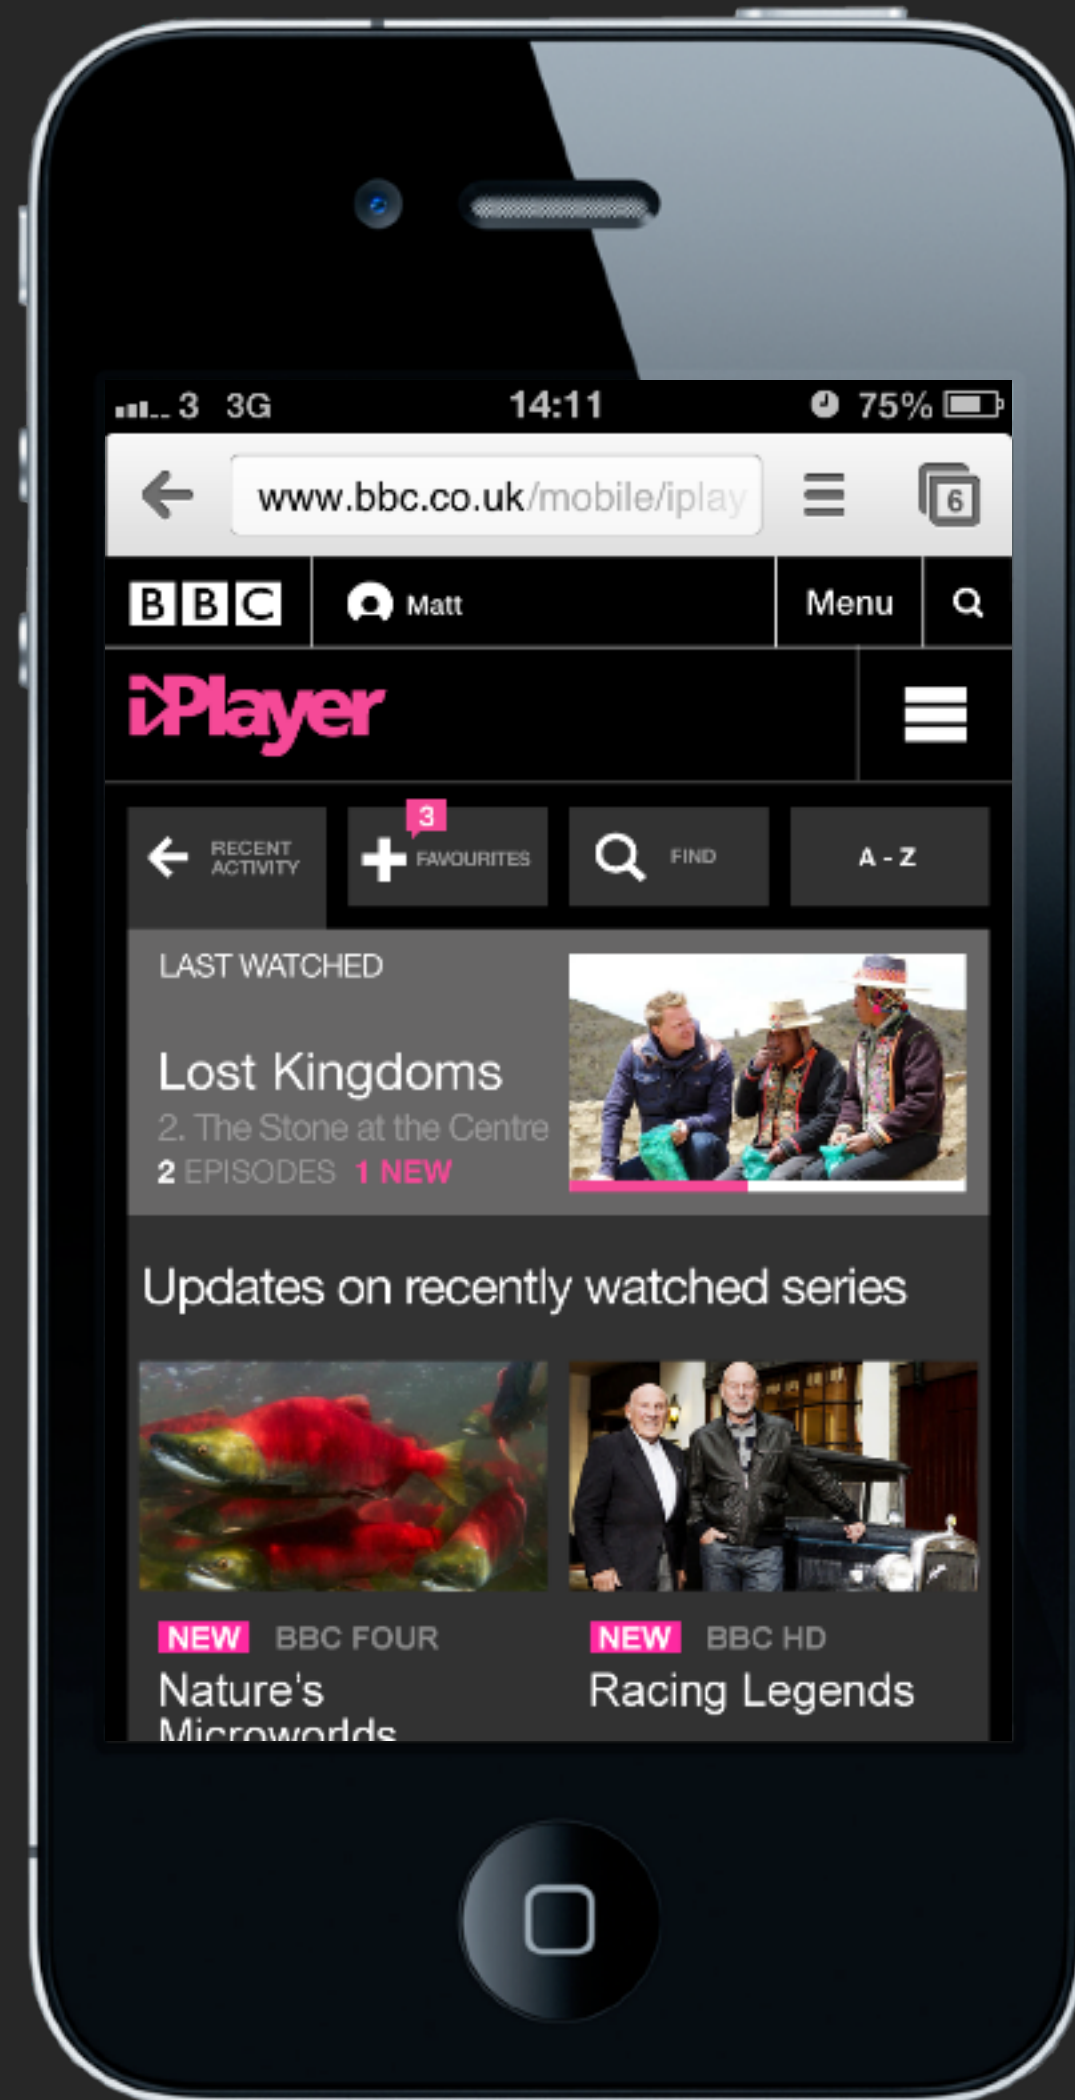 3 3G 14:11 75%
www.bbc.co.uk/mobile/iplay 6
BBC Matt Menu
iPlayer
3
RECENT
ACTIVITY
FAVOURITES
FIND
A - Z
LAST WATCHED
Lost Kingdoms
2. The Stone at the Centre
2 EPISODES 1 NEW
Updates on recently watched series
NEW BBC FOUR
Nature's
Microworlds
NEW BBC HD
Racing Legends